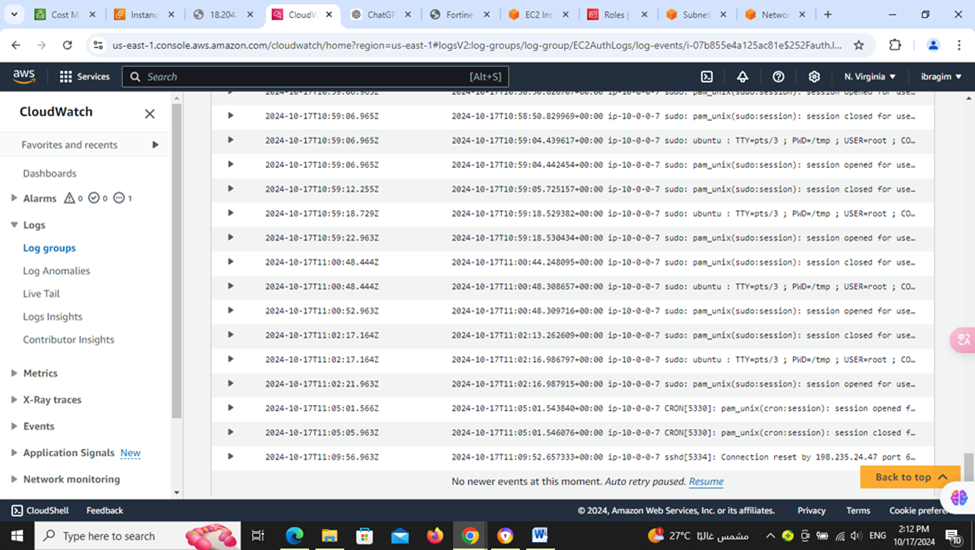 Cost M
Instanc
18.204.
CloudW
ChatGP
Fortine
EC2 Ins
Roles |
Subnet
Netwo
us-east-1.console.aws.amazon.com/cloudwatch/home?region=us-east-1#logsV2:log-groups/log-group/EC2AuthLogs/log-events/i-07b855e4a125ac81e$252Fauth.l...
aws
Services
Search
[Alt+S]
N. Virginia
ibragim
CloudWatch
Favorites and recents
Dashboards
Alarms 0 0 1
Logs
Log groups
Log Anomalies
Live Tail
Logs Insights
Contributor Insights
Metrics
X-Ray traces
Events
Application Signals New
Network monitoring
2024-10-17T10:59:06.965Z 2024-10-17T10:58:50.829969+00:00 ip-10-0-0-7 sudo: pam_unix(sudo:session): session closed for use…
2024-10-17T10:59:06.965Z 2024-10-17T10:59:04.439617+00:00 ip-10-0-0-7 sudo: ubuntu : TTY=pts/3 ; PWD=/tmp ; USER=root ; CO…
2024-10-17T10:59:06.965Z 2024-10-17T10:59:04.442454+00:00 ip-10-0-0-7 sudo: pam_unix(sudo:session): session opened for use…
2024-10-17T10:59:12.255Z 2024-10-17T10:59:05.725157+00:00 ip-10-0-0-7 sudo: pam_unix(sudo:session): session closed for use…
2024-10-17T10:59:18.729Z 2024-10-17T10:59:18.529382+00:00 ip-10-0-0-7 sudo: ubuntu : TTY=pts/3 ; PWD=/tmp ; USER=root ; CO…
2024-10-17T10:59:22.963Z 2024-10-17T10:59:18.530434+00:00 ip-10-0-0-7 sudo: pam_unix(sudo:session): session opened for use…
2024-10-17T11:00:48.444Z 2024-10-17T11:00:44.248095+00:00 ip-10-0-0-7 sudo: pam_unix(sudo:session): session closed for use…
2024-10-17T11:00:48.444Z 2024-10-17T11:00:48.308657+00:00 ip-10-0-0-7 sudo: ubuntu : TTY=pts/3 ; PWD=/tmp ; USER=root ; CO…
2024-10-17T11:00:52.963Z 2024-10-17T11:00:48.309716+00:00 ip-10-0-0-7 sudo: pam_unix(sudo:session): session opened for use…
2024-10-17T11:02:17.164Z 2024-10-17T11:02:13.262609+00:00 ip-10-0-0-7 sudo: pam_unix(sudo:session): session closed for use…
2024-10-17T11:02:17.164Z 2024-10-17T11:02:16.986797+00:00 ip-10-0-0-7 sudo: ubuntu : TTY=pts/3 ; PWD=/tmp ; USER=root ; CO…
2024-10-17T11:02:21.963Z 2024-10-17T11:02:16.987915+00:00 ip-10-0-0-7 sudo: pam_unix(sudo:session): session opened for use…
2024-10-17T11:05:01.566Z 2024-10-17T11:05:01.543840+00:00 ip-10-0-0-7 CRON[5330]: pam_unix(cron:session): session opened f…
2024-10-17T11:05:05.963Z 2024-10-17T11:05:01.546076+00:00 ip-10-0-0-7 CRON[5330]: pam_unix(cron:session): session closed f…
2024-10-17T11:09:56.963Z 2024-10-17T11:09:52.657333+00:00 ip-10-0-0-7 sshd[5334]: Connection reset by 198.235.24.47 port 6…
No newer events at this moment. Auto retry paused. Resume
Back to top
CloudShell
Feedback
© 2024, Amazon Web Services, Inc. or its affiliates.
Privacy
Terms
Cookie prefere
Type here to search
27°C مشمس غالبًا
ENG
2:12 PM
10/17/2024
10